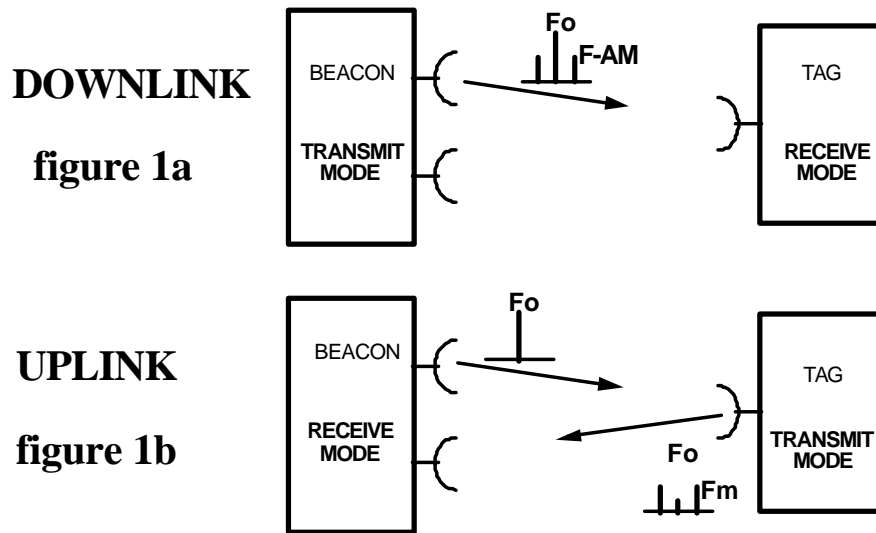 DOWNLINK
figure 1a
BEACON
TRANSMIT
MODE
Fo
F-AM
TAG
RECEIVE
MODE
UPLINK
figure 1b
BEACON
RECEIVE
MODE
Fo
Fo
Fm
TAG
TRANSMIT
MODE